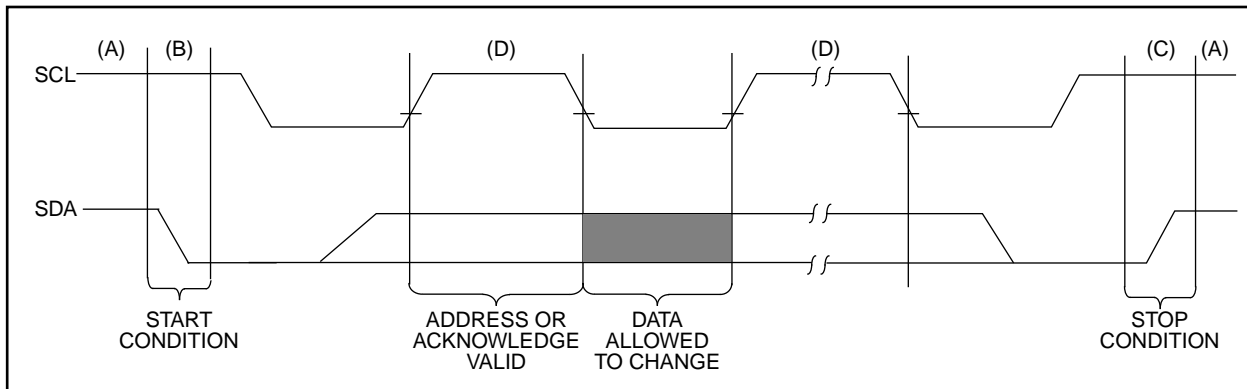 (A) (B) (D) (D) (C) (A)
SCL
SDA
START
CONDITION
ADDRESS OR
ACKNOWLEDGE
VALID
DATA
ALLOWED
TO CHANGE
STOP
CONDITION